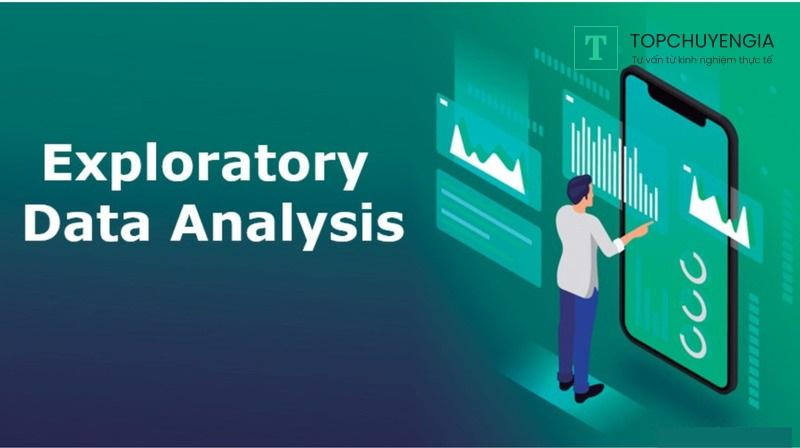 Exploratory
Data Analysis
T
TOPCHUYENGIA
Tư vấn từ kinh nghiệm thực tế